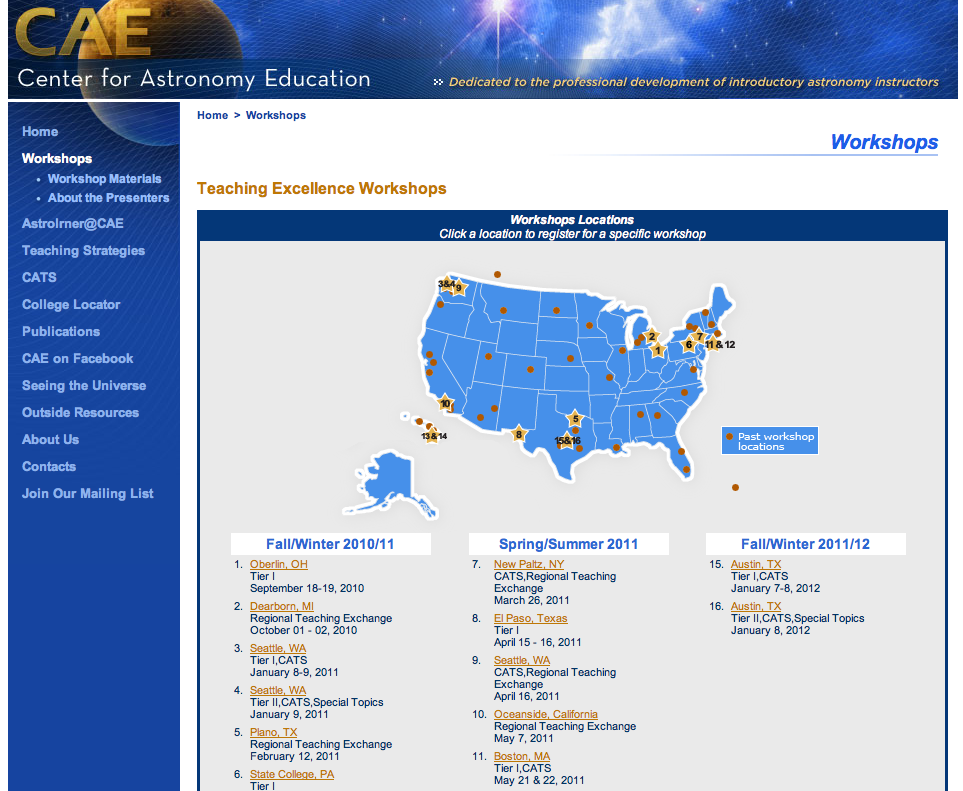 CAE
Center for Astronomy Education
Dedicated to the professional development of introductory astronomy instructors
Home
Workshops
Workshop Materials
About the Presenters
Astrolrner@CAE
Teaching Strategies
CATS
College Locator
Publications
CAE on Facebook
Seeing the Universe
Outside Resources
About Us
Contacts
Join Our Mailing List
Home > Workshops
Workshops
Teaching Excellence Workshops
Workshops Locations
Click a location to register for a specific workshop
3&4
9
2
1
7
6
11 & 12
10
5
8
15&16
13&14
Past workshop
locations
Fall/Winter 2010/11
1. Oberlin, OH
Tier I
September 18-19, 2010
2. Dearborn, MI
Regional Teaching Exchange
October 01 - 02, 2010
3. Seattle, WA
Tier I,CATS
January 8-9, 2011
4. Seattle, WA
Tier II,CATS,Special Topics
January 9, 2011
5. Plano, TX
Regional Teaching Exchange
February 12, 2011
6. State College, PA
Tier I
Spring/Summer 2011
7. New Paltz, NY
CATS,Regional Teaching
Exchange
March 26, 2011
8. El Paso, Texas
Tier I
April 15 - 16, 2011
9. Seattle, WA
CATS,Regional Teaching
Exchange
April 16, 2011
10. Oceanside, California
Regional Teaching Exchange
May 7, 2011
11. Boston, MA
Tier I,CATS
May 21 & 22, 2011
Fall/Winter 2011/12
15. Austin, TX
Tier I,CATS
January 7-8, 2012
16. Austin, TX
Tier II,CATS,Special Topics
January 8, 2012